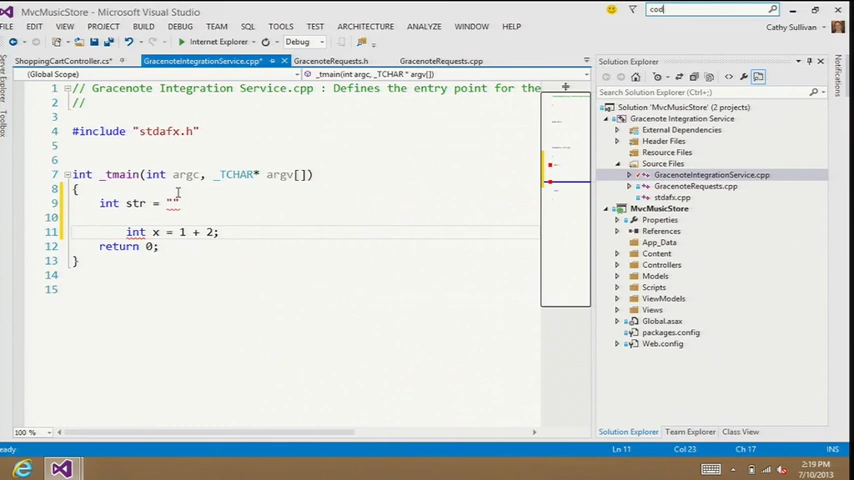 MvcMusicStore - Microsoft Visual Studio
cod
FILE EDIT VIEW PROJECT BUILD DEBUG TEAM SQL TOOLS TEST ARCHITECTURE ANALYZE WINDOW HELP
Cathy Sullivan
Internet Explorer
Debug
ShoppingCartController.cs*
GracenoteIntegrationService.cpp*
GracenoteRequests.h
GracenoteRequests.cpp
(Global Scope)
_tmain(int argc, _TCHAR * argv[])
1 // Gracenote Integration Service.cpp : Defines the entry point for the
2 //
3
4 #include "stdafx.h"
5
6
7 int _tmain(int argc, _TCHAR* argv[])
8 {
9 int str = ""
10
11 int x = 1 + 2;
12 return 0;
13 }
14
15
100 %
Server Explorer
Toolbox
Notifications
Solution Explorer
Search Solution Explorer (Ctrl+;)
Solution 'MvcMusicStore' (2 projects)
Gracenote Integration Service
External Dependencies
Header Files
Resource Files
Source Files
GracenoteIntegrationService.cpp
GracenoteRequests.cpp
stdafx.cpp
MvcMusicStore
Properties
References
App_Data
Content
Controllers
Models
Scripts
ViewModels
Views
Global.asax
packages.config
Web.config
Solution Explorer Team Explorer Class View
Ln 11 Col 23 Ch 17 INS
2:19 PM
7/10/2013